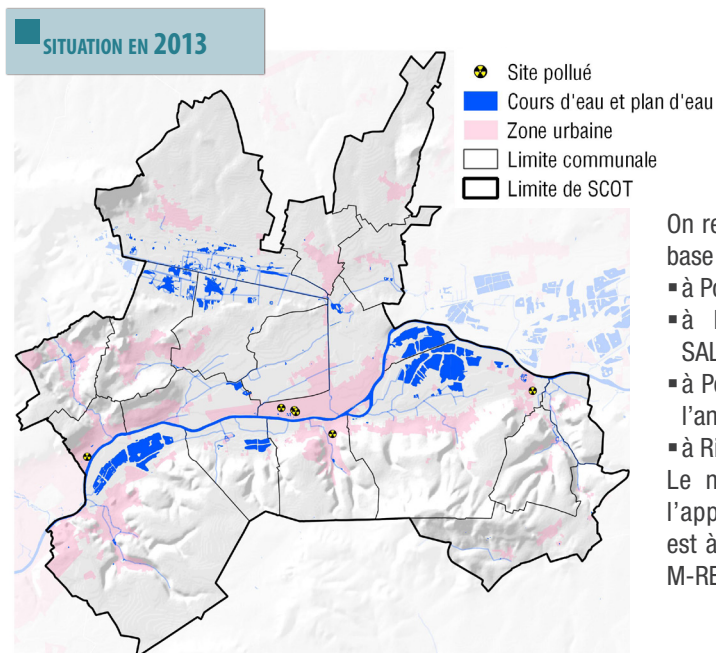 SITUATION EN 2013
Site pollué
Cours d'eau et plan d'eau
Zone urbaine
Limite communale
Limite de SCOT
On re
base
▪ à Po
▪ à
SAL
▪ à Po
l’an
▪ à Ri
Le n
l’app
est à
M-RE